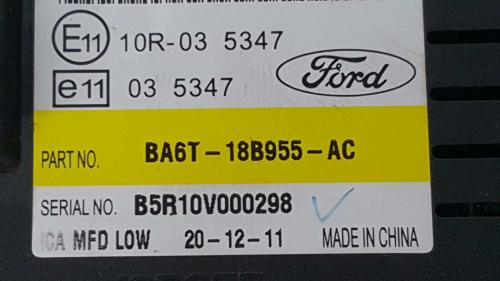 E11 10R-03 5347
e11 03 5347
Ford
PART NO. BA6T-18B955-AC
SERIAL NO. B5R10V000298
ICA MFD LOW 20-12-11 MADE IN CHINA